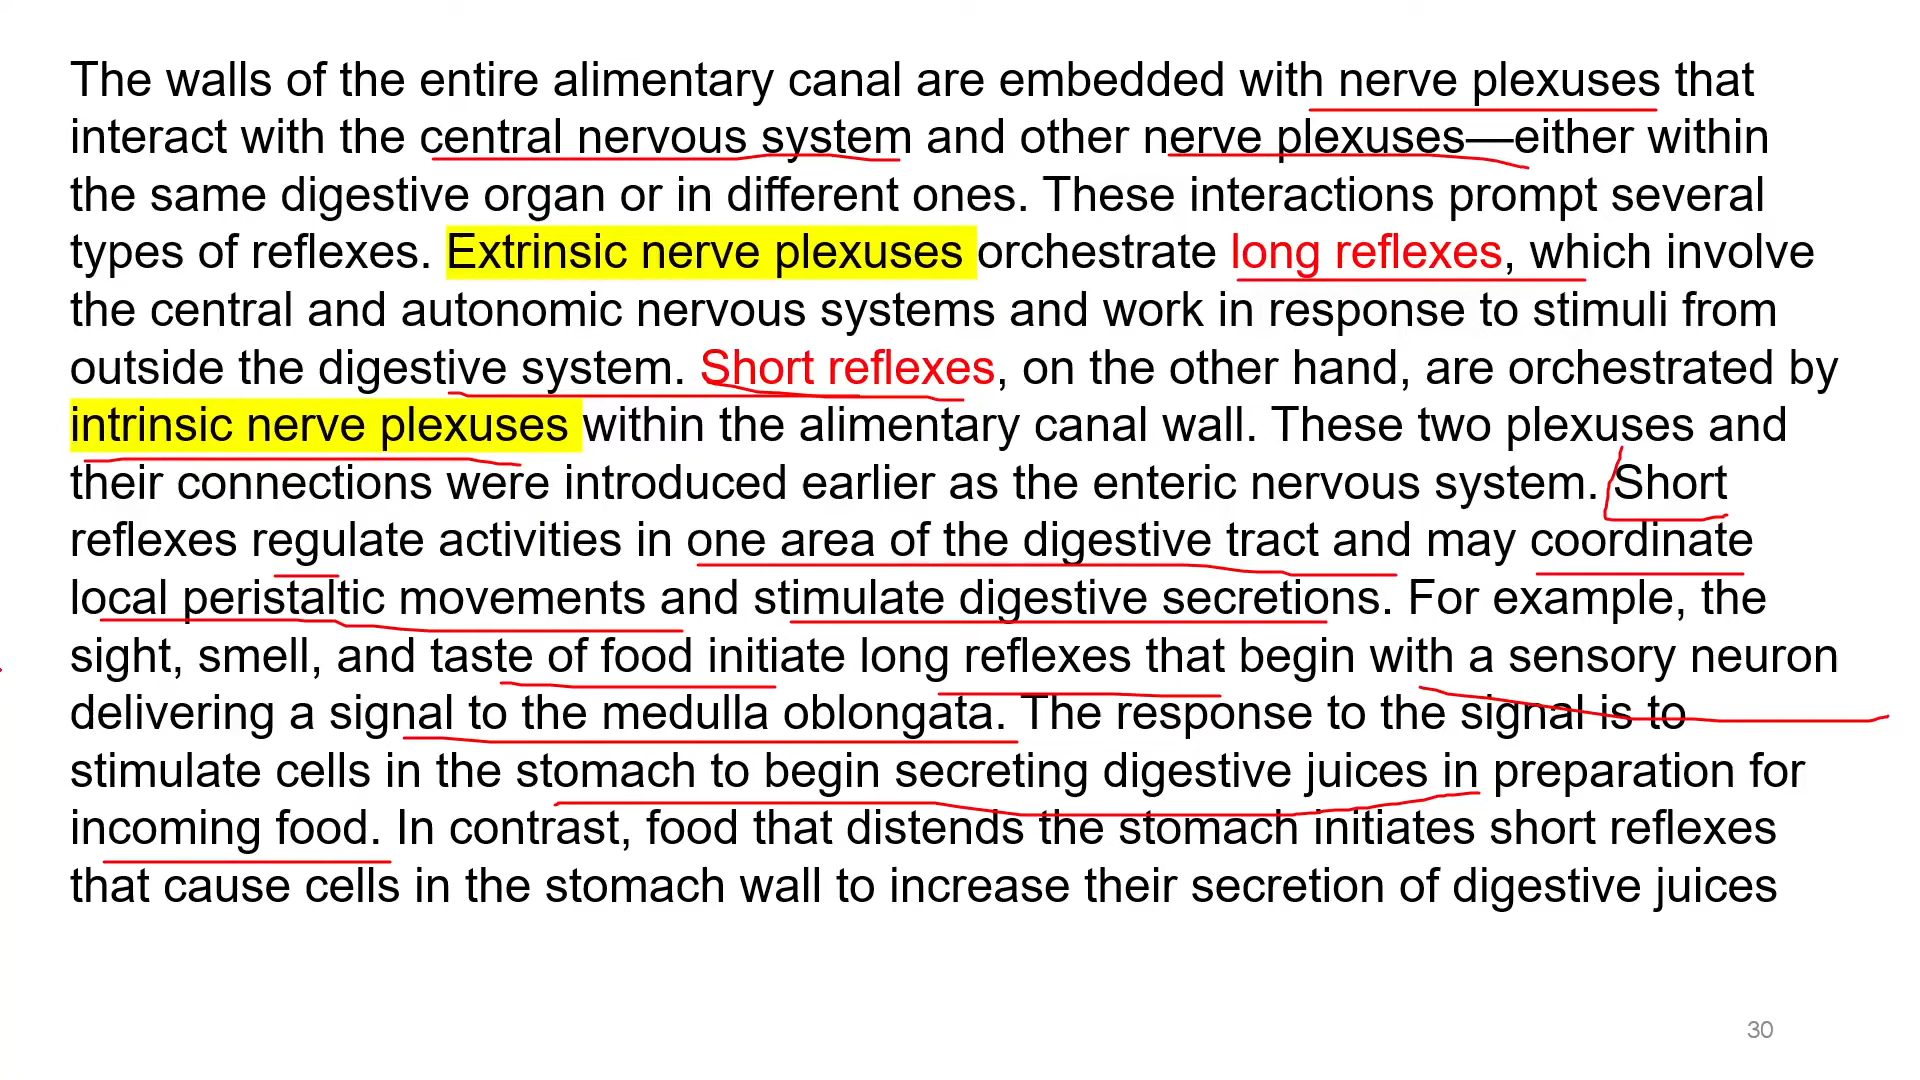 The walls of the entire alimentary canal are embedded with nerve plexuses that
interact with the central nervous system and other nerve plexuses—either within
the same digestive organ or in different ones. These interactions prompt several
types of reflexes. Extrinsic nerve plexuses orchestrate long reflexes, which involve
the central and autonomic nervous systems and work in response to stimuli from
outside the digestive system. Short reflexes, on the other hand, are orchestrated by
intrinsic nerve plexuses within the alimentary canal wall. These two plexuses and
their connections were introduced earlier as the enteric nervous system. Short
reflexes regulate activities in one area of the digestive tract and may coordinate
local peristaltic movements and stimulate digestive secretions. For example, the
sight, smell, and taste of food initiate long reflexes that begin with a sensory neuron
delivering a signal to the medulla oblongata. The response to the signal is to
stimulate cells in the stomach to begin secreting digestive juices in preparation for
incoming food. In contrast, food that distends the stomach initiates short reflexes
that cause cells in the stomach wall to increase their secretion of digestive juices
30